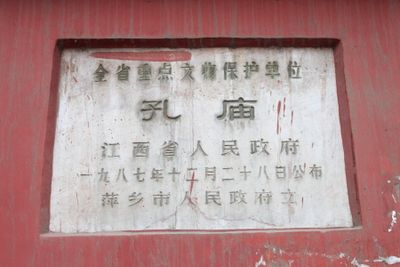 全省重点文物保护单位
孔庙
江西省人民政府
一九八七年十二月二十八日公布
萍乡市人民政府立